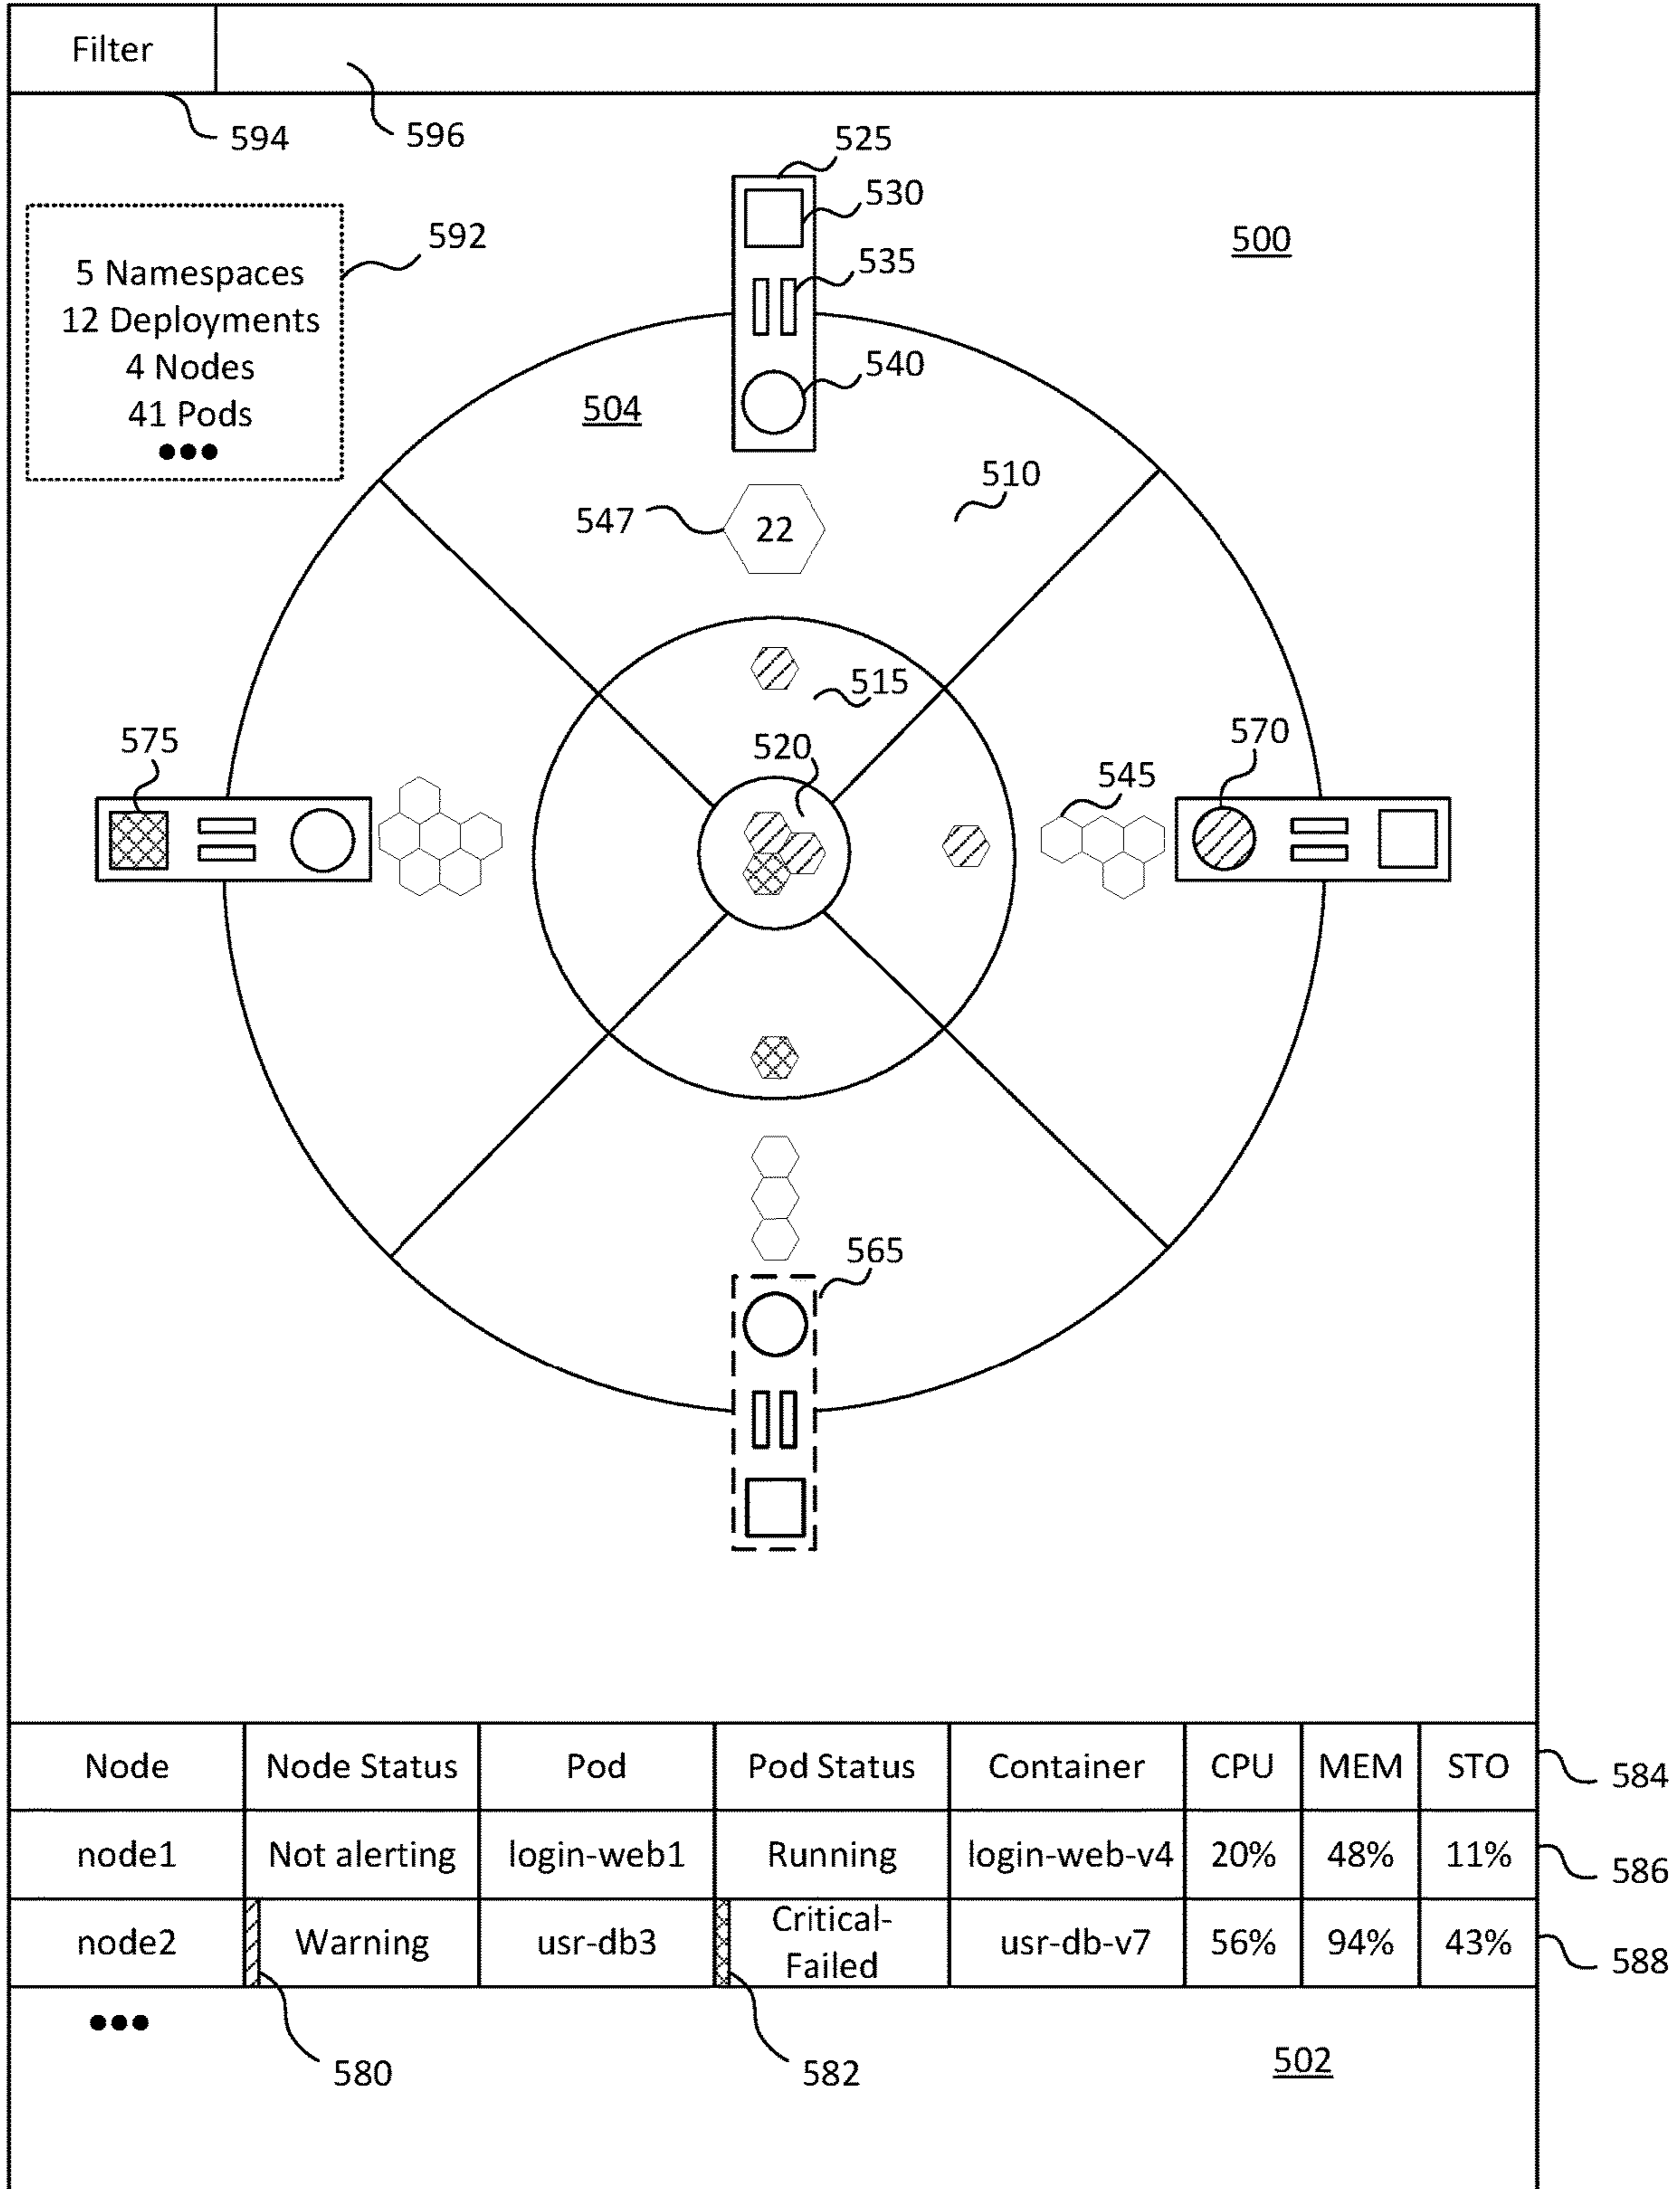 Filter
594
596
525
530
592
500
5 Namespaces
535
12 Deployments
4 Nodes
540
504
41 Pods
•••
510
547
22
515
575
520
570
545
565
Node Node Status Pod Pod Status Container CPU MEM STO
584
node1 Not alerting login-web1 Running login-web-v4 20% 48% 11%
586
node2 Warning usr-db3 Critical-
Failed usr-db-v7 56% 94% 43%
588
•••
580
582
502